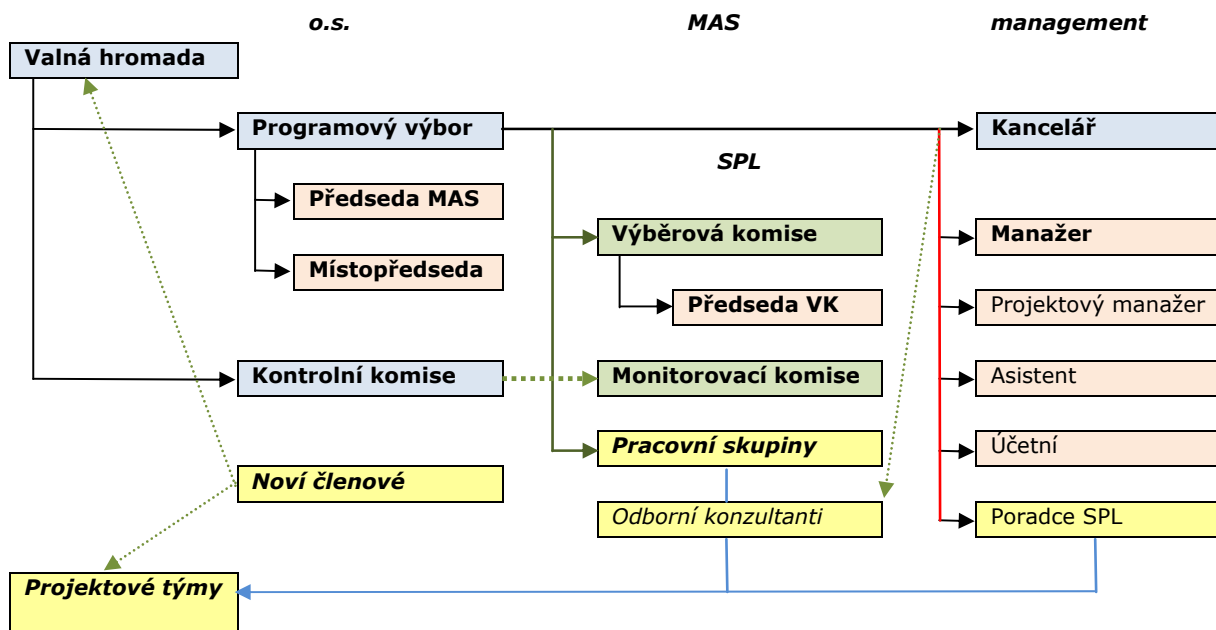 o.s.
MAS
management
Valná hromada
Programový výbor
Kancelář
SPL
Předseda MAS
Výběrová komise
Manažer
Místopředseda
Předseda VK
Projektový manažer
Kontrolní komise
Monitorovací komise
Asistent
Pracovní skupiny
Účetní
Noví členové
Odborní konzultanti
Poradce SPL
Projektové týmy